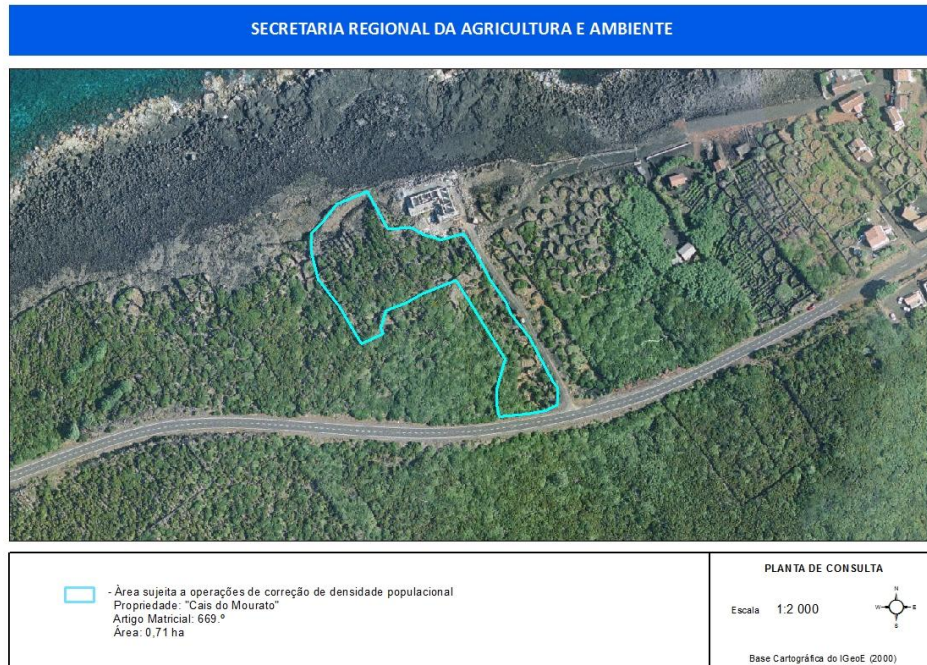 SECRETARIA REGIONAL DA AGRICULTURA E AMBIENTE
- Àrea sujeita a operações de correção de densidade populacional
Propriedade: "Cais do Mourato"
Artigo Matricial: 669.º
Área: 0,71 ha
PLANTA DE CONSULTA
Escala 1:2 000
N
W E
S
Base Cartográfica do IGeoE (2000)